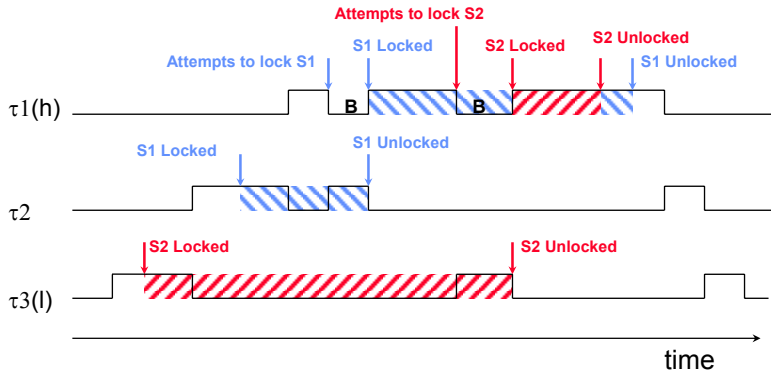 Attempts to lock S2
Attempts to lock S1
S1 Locked
S2 Locked
S2 Unlocked
S1 Unlocked
τ1(h)
B
B
S1 Locked
S1 Unlocked
τ2
S2 Locked
S2 Unlocked
τ3(l)
time